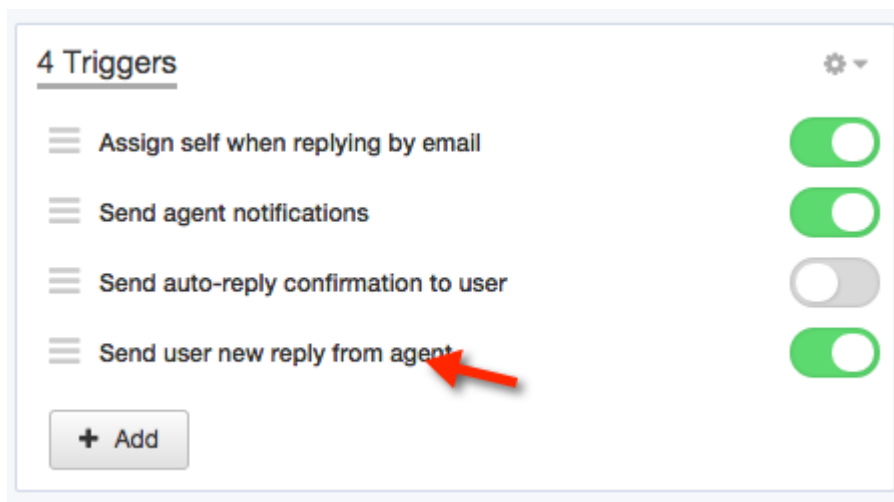 4 Triggers
Assign self when replying by email
Send agent notifications
Send auto-reply confirmation to user
Send user new reply from agent
+ Add